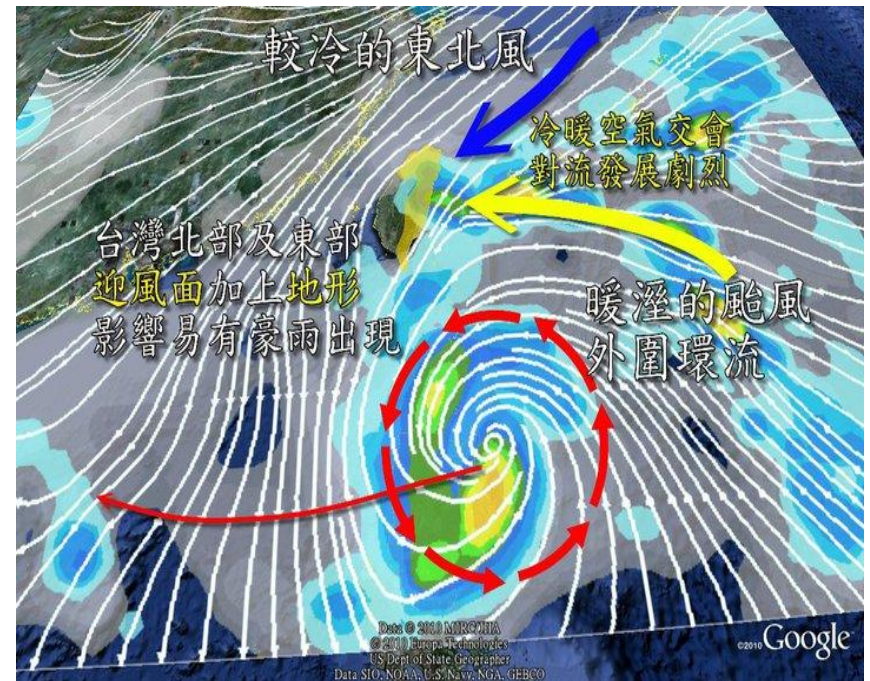 較冷的東北風
冷暖空氣交會
對流發展劇烈
台灣北部及東部
迎風面加上地形
影響易有豪雨出現
暖溼的颱風
外圍環流
Data © 2010 MIRC/JHA
© 2010 Europa Technologies
US Dept of State Geographer
Data SIO, NOAA, U.S. Navy, NGA, GEBCO
©2010 Google